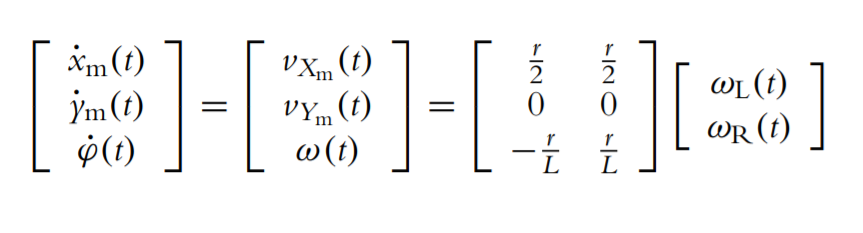 [ ẋ_m(t) ; ẏ_m(t) ; φ̇(t) ] = [ v_{X_m}(t) ; v_{Y_m}(t) ; ω(t) ] = [ r/2 r/2 ; 0 0 ; −r/L r/L ] [ ω_L(t) ; ω_R(t) ]